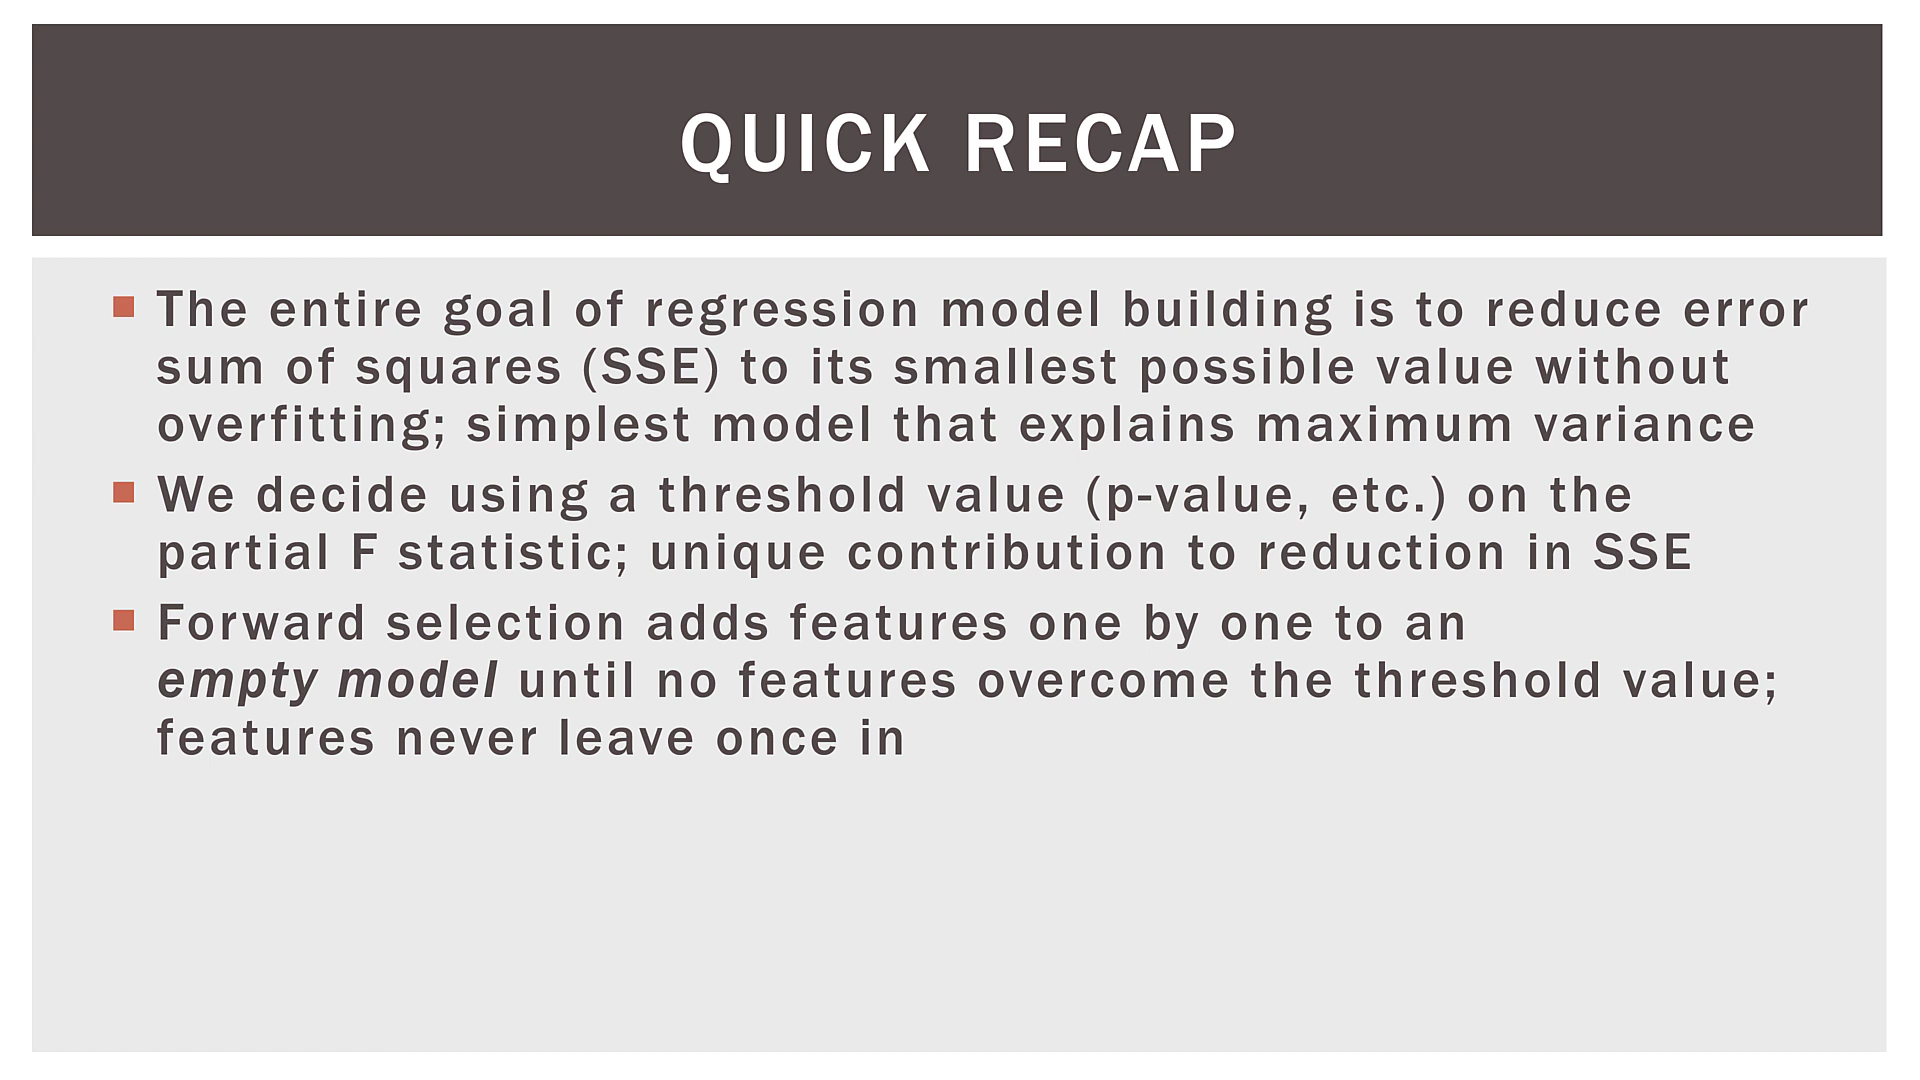 QUICK RECAP
The entire goal of regression model building is to reduce error
sum of squares (SSE) to its smallest possible value without
overfitting; simplest model that explains maximum variance
We decide using a threshold value (p-value, etc.) on the
partial F statistic; unique contribution to reduction in SSE
Forward selection adds features one by one to an
empty model until no features overcome the threshold value;
features never leave once in